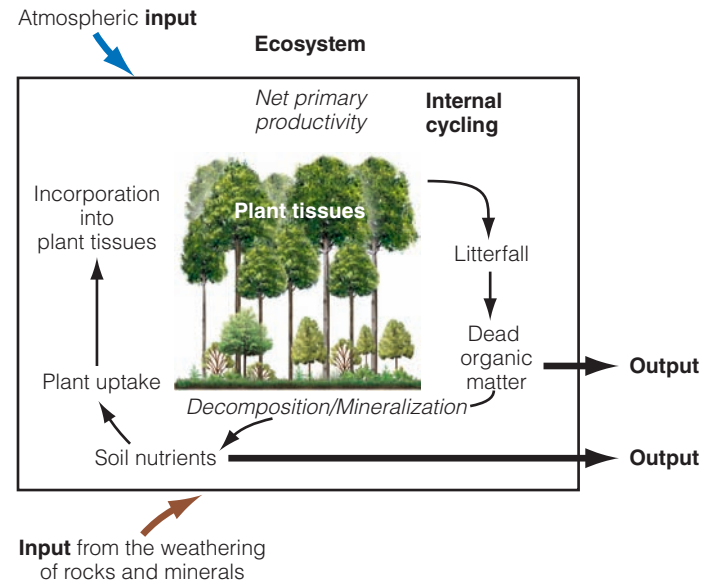 Atmospheric input
Ecosystem
Net primary
productivity
Internal
cycling
Incorporation
into
plant tissues
Plant tissues
Litterfall
Dead
organic
matter
Output
Plant uptake
Decomposition/Mineralization
Soil nutrients
Output
Input from the weathering
of rocks and minerals